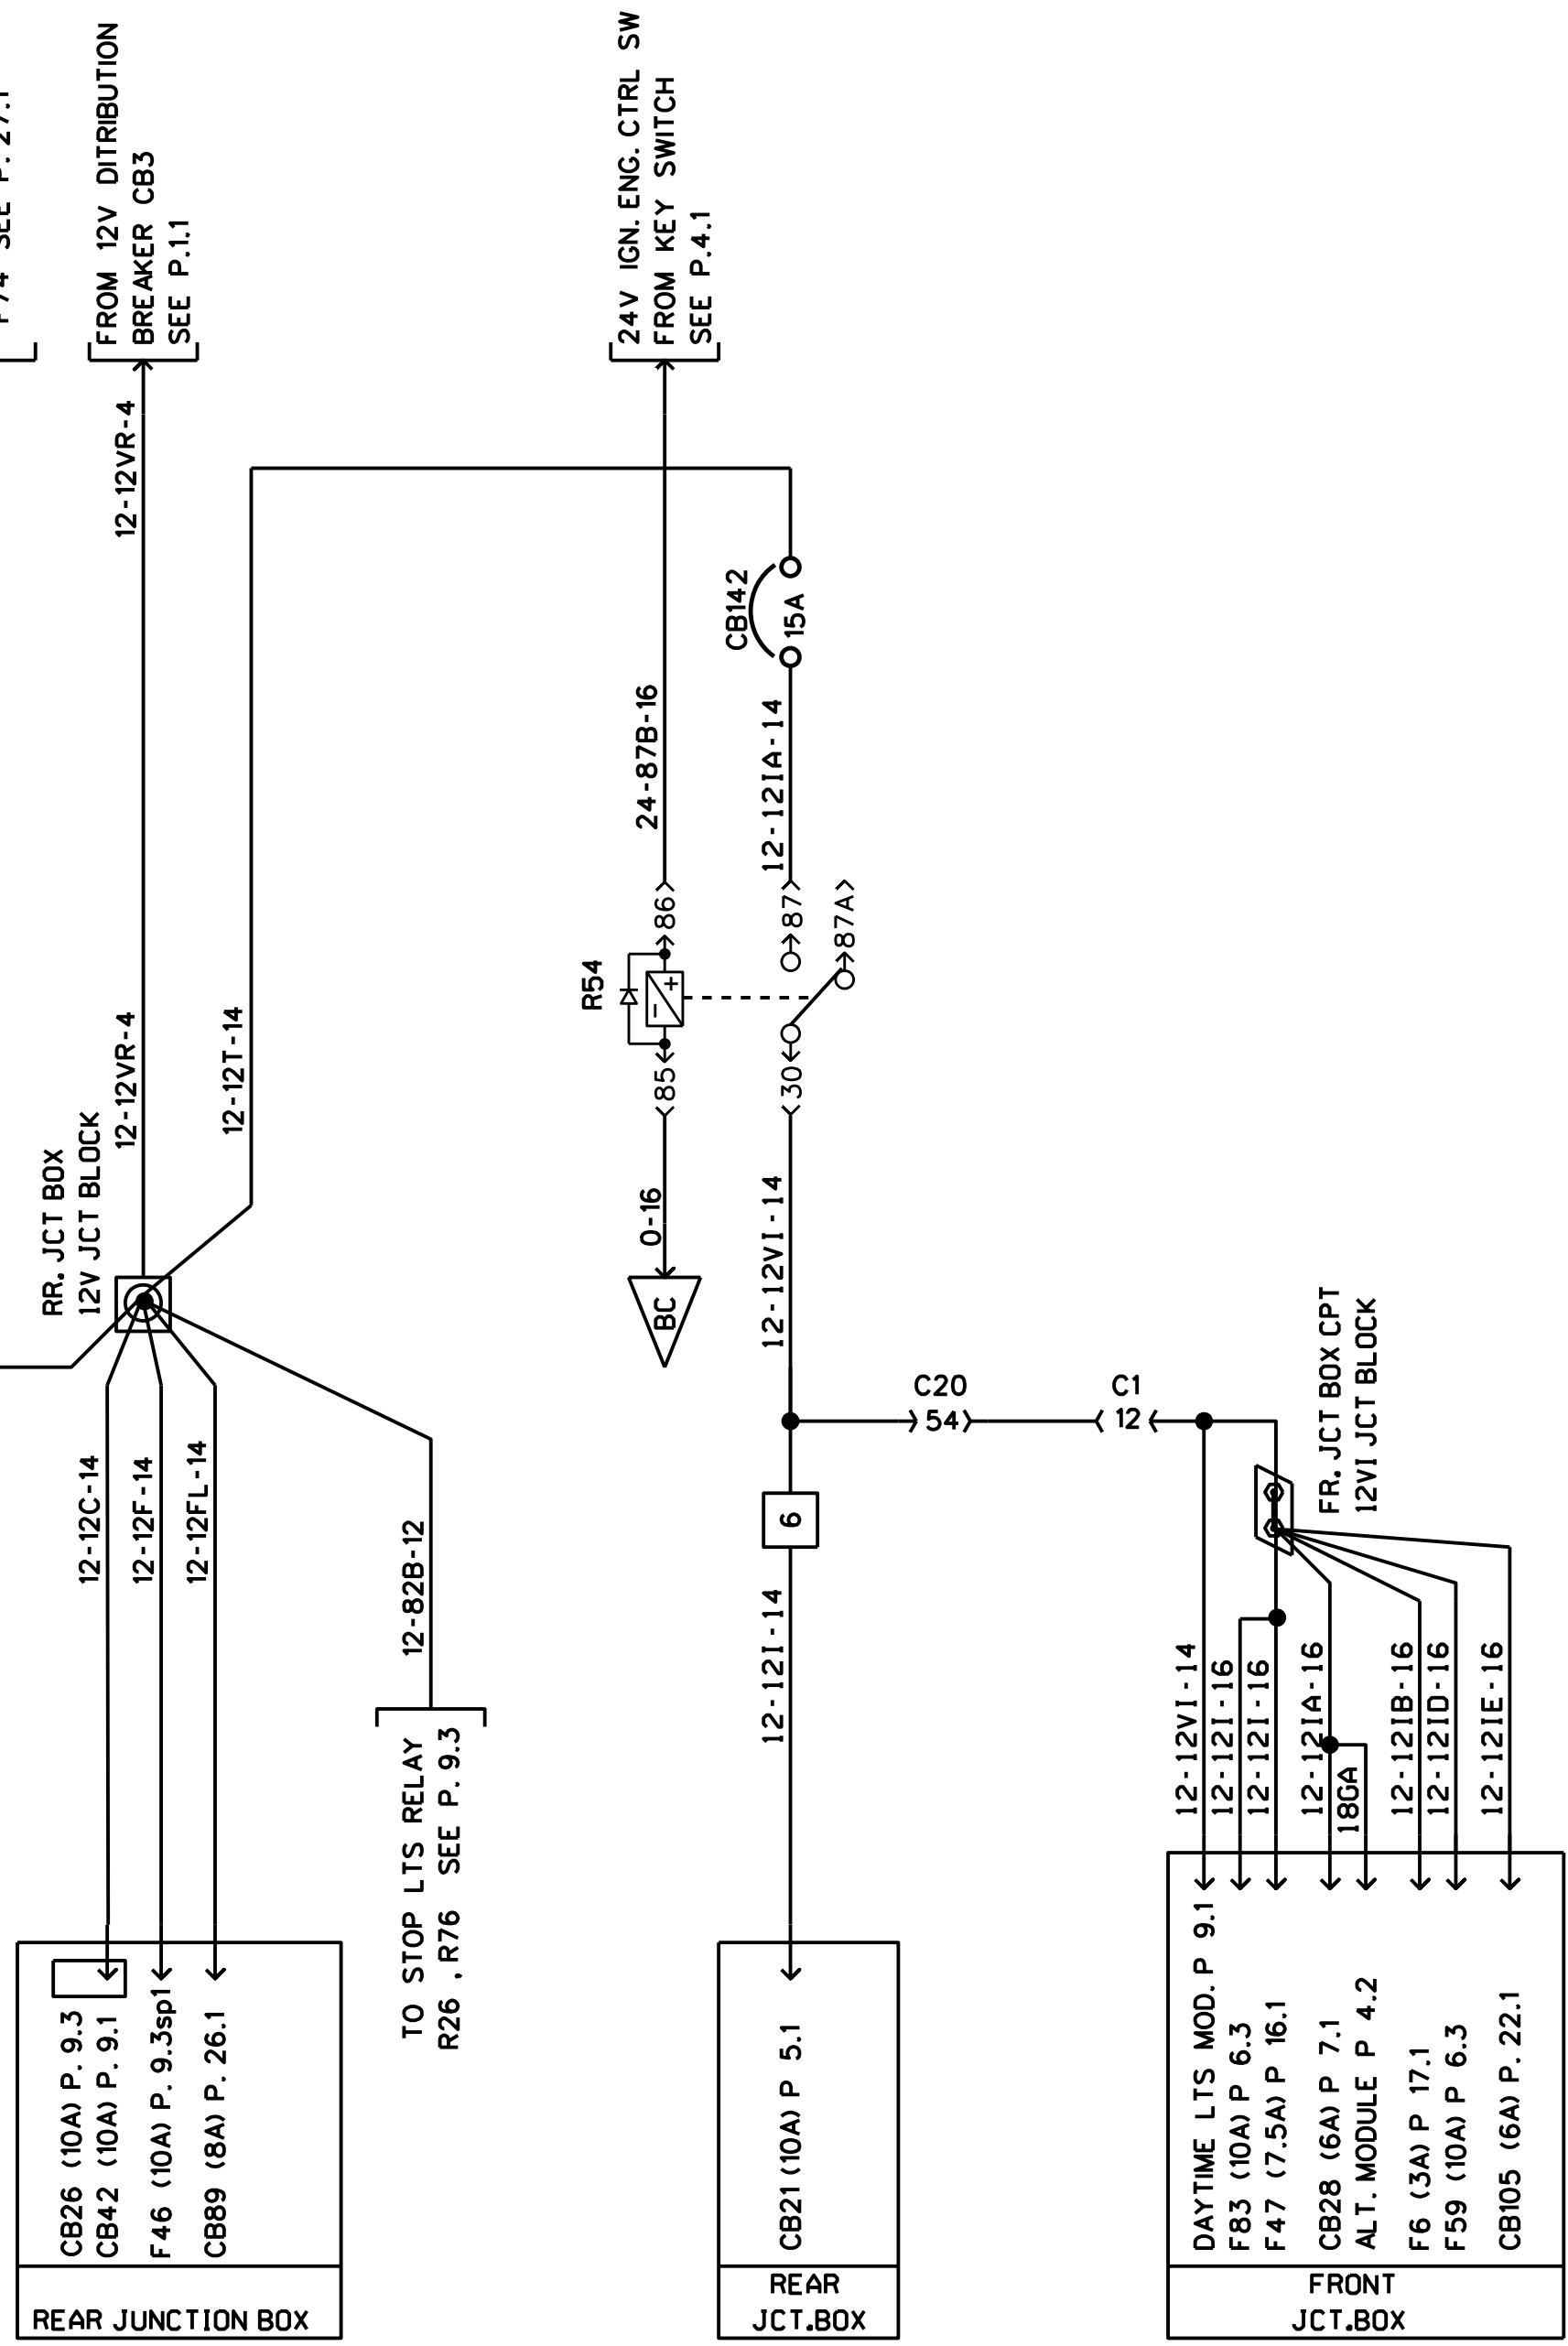 F74 SEE P. 27.1
FROM 12V DITRIBUTION
BREAKER CB3
SEE P.1.1
12-12VR-4
12-12VR-4
12-12T-14
RR. JCT BOX
12V JCT BLOCK
12-12C-14
12-12F-14
12-12FL-14
12-82B-12
TO STOP LTS RELAY
R26 , R76 SEE P. 9.3
CB26 (10A) P. 9.3
CB42 (10A) P. 9.1
F46 (10A) P. 9.3sp1
CB89 (8A) P. 26.1
REAR JUNCTION BOX
24V IGN. ENG. CTRL SW
FROM KEY SWITCH
SEE P.4.1
24-87B-16
CB142
15A
12-12IA-14
R54
86
+
-
85
87
87A
30
0-16
BC
12-12VI-14
C20
54
C1
12
6
12-12I-14
CB21 (10A) P 5.1
REAR
JCT.BOX
FR. JCT BOX CPT
12VI JCT BLOCK
12-12VI-14
12-12I-16
12-12I-16
12-12IA-16
18GA
12-12IB-16
12-12ID-16
12-12IE-16
DAYTIME LTS MOD. P 9.1
F83 (10A) P 6.3
F47 (7.5A) P 16.1
CB28 (6A) P 7.1
ALT. MODULE P 4.2
F6 (3A) P 17.1
F59 (10A) P 6.3
CB105 (6A) P. 22.1
FRONT
JCT.BOX